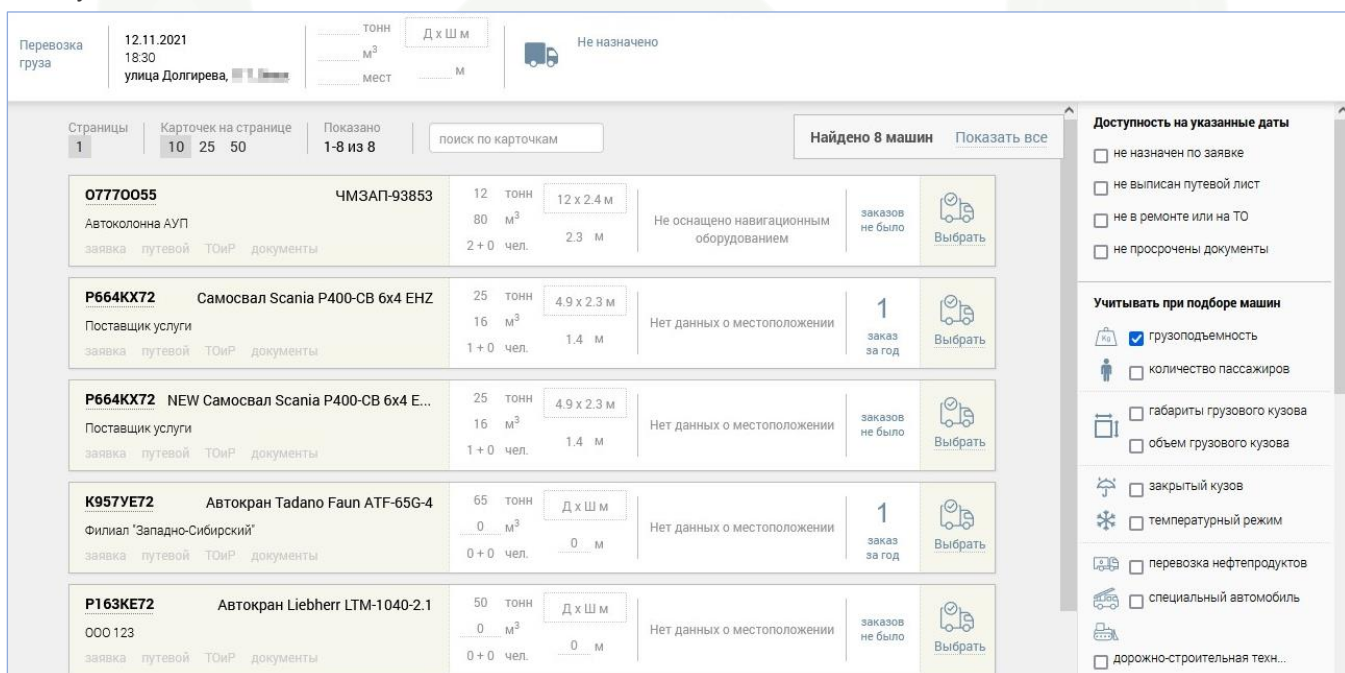 Перевозка
груза
12.11.2021
18:30
улица Долгирева,
тонн
м³
мест
Д х Ш м
м
Не назначено
Страницы
1
Карточек на странице
10 25 50
Показано
1-8 из 8
поиск по карточкам
Найдено 8 машин Показать все
О777ОО55 ЧМЗАП-93853
Автоколонна АУП
заявка путевой ТОиР документы
12 тонн
80 м³
2 + 0 чел.
12 x 2.4 м
2.3 м
Не оснащено навигационным
оборудованием
заказов
не было
Выбрать
Р664КХ72 Самосвал Scania P400-CB 6x4 EHZ
Поставщик услуги
заявка путевой ТОиР документы
25 тонн
16 м³
1 + 0 чел.
4.9 x 2.3 м
1.4 м
Нет данных о местоположении
1
заказ
за год
Выбрать
Р664КХ72 NEW Самосвал Scania P400-CB 6x4 E...
Поставщик услуги
заявка путевой ТОиР документы
25 тонн
16 м³
1 + 0 чел.
4.9 x 2.3 м
1.4 м
Нет данных о местоположении
заказов
не было
Выбрать
К957УЕ72 Автокран Tadano Faun ATF-65G-4
Филиал "Западно-Сибирский"
заявка путевой ТОиР документы
65 тонн
0 м³
0 + 0 чел.
Д х Ш м
0 м
Нет данных о местоположении
1
заказ
за год
Выбрать
Р163КЕ72 Автокран Liebherr LTM-1040-2.1
ООО 123
заявка путевой ТОиР документы
50 тонн
0 м³
0 + 0 чел.
Д х Ш м
0 м
Нет данных о местоположении
заказов
не было
Выбрать
Доступность на указанные даты
не назначен по заявке
не выписан путевой лист
не в ремонте или на ТО
не просрочены документы
Учитывать при подборе машин
Kg грузоподъемность
количество пассажиров
габариты грузового кузова
объем грузового кузова
закрытый кузов
температурный режим
перевозка нефтепродуктов
специальный автомобиль
дорожно-строительная техн...